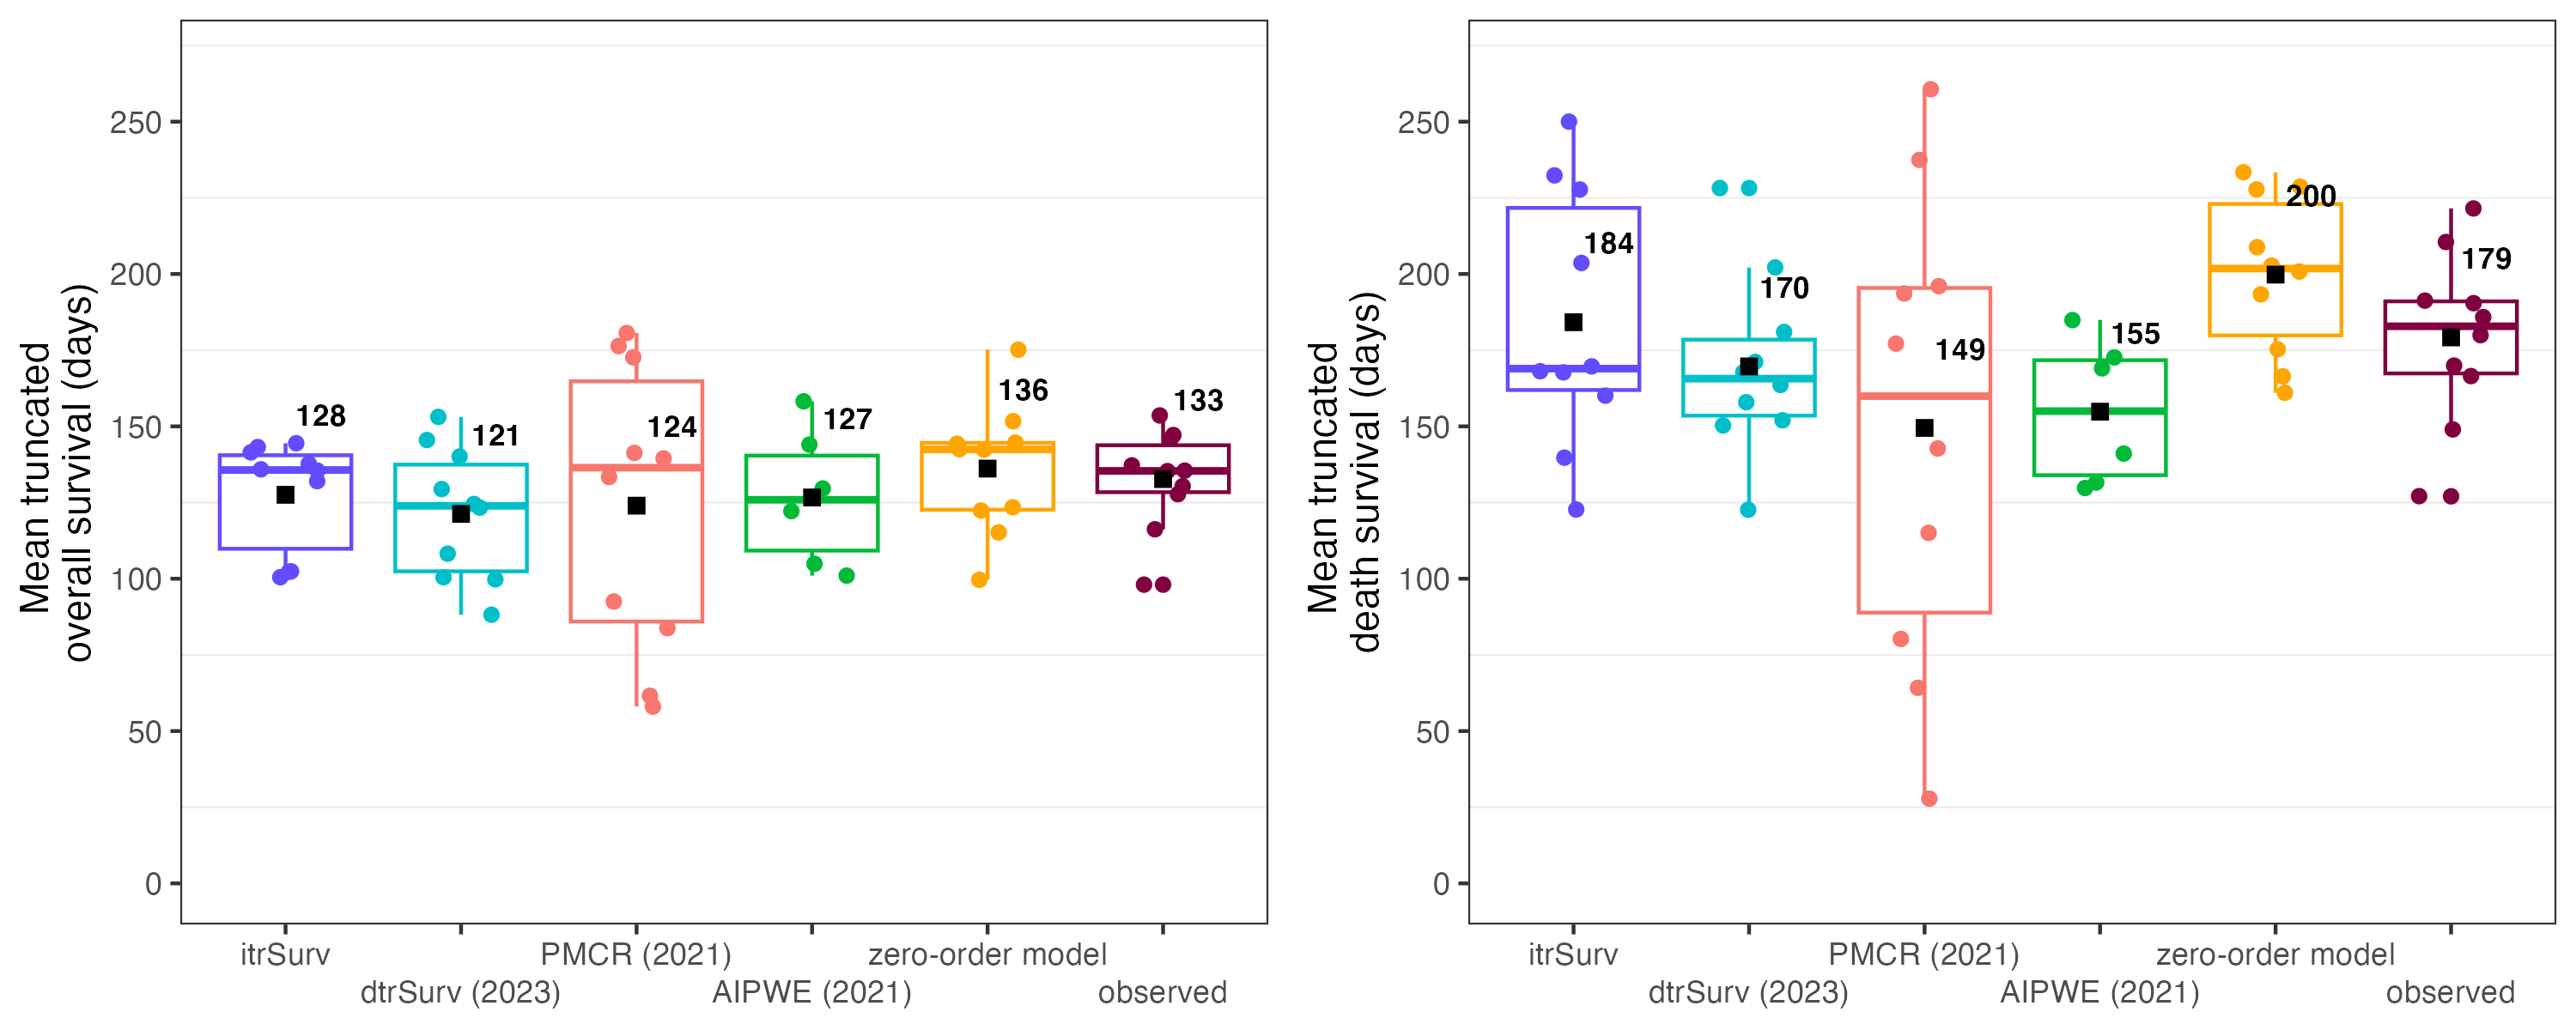 Mean truncated
overall survival (days)
250
200
150
100
50
0
128
121
124
127
136
133
itrSurv
dtrSurv (2023)
PMCR (2021)
AIPWE (2021)
zero-order model
observed
Mean truncated
death survival (days)
250
200
150
100
50
0
184
170
149
155
200
179
itrSurv
dtrSurv (2023)
PMCR (2021)
AIPWE (2021)
zero-order model
observed